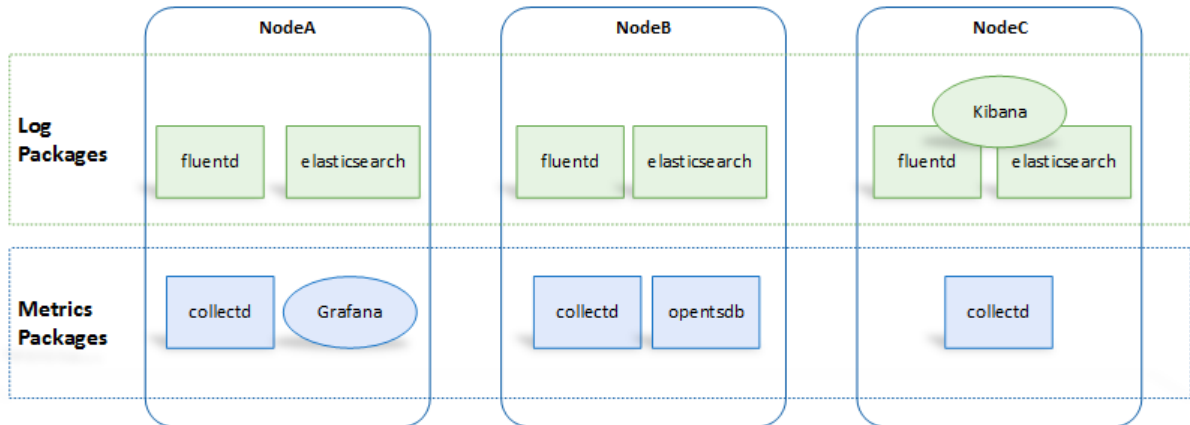 NodeA
NodeB
NodeC
Log
Packages
fluentd
elasticsearch
fluentd
elasticsearch
Kibana
fluentd
elasticsearch
Metrics
Packages
collectd
Grafana
collectd
opentsdb
collectd